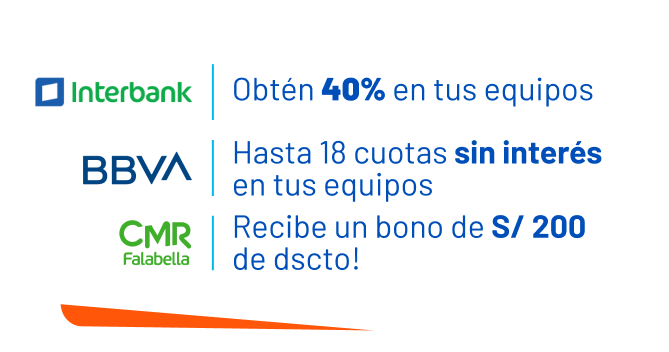 Interbank
Obtén 40% en tus equipos
BBVA
Hasta 18 cuotas sin interés
en tus equipos
CMR
Falabella
Recibe un bono de S/ 200
de dscto!